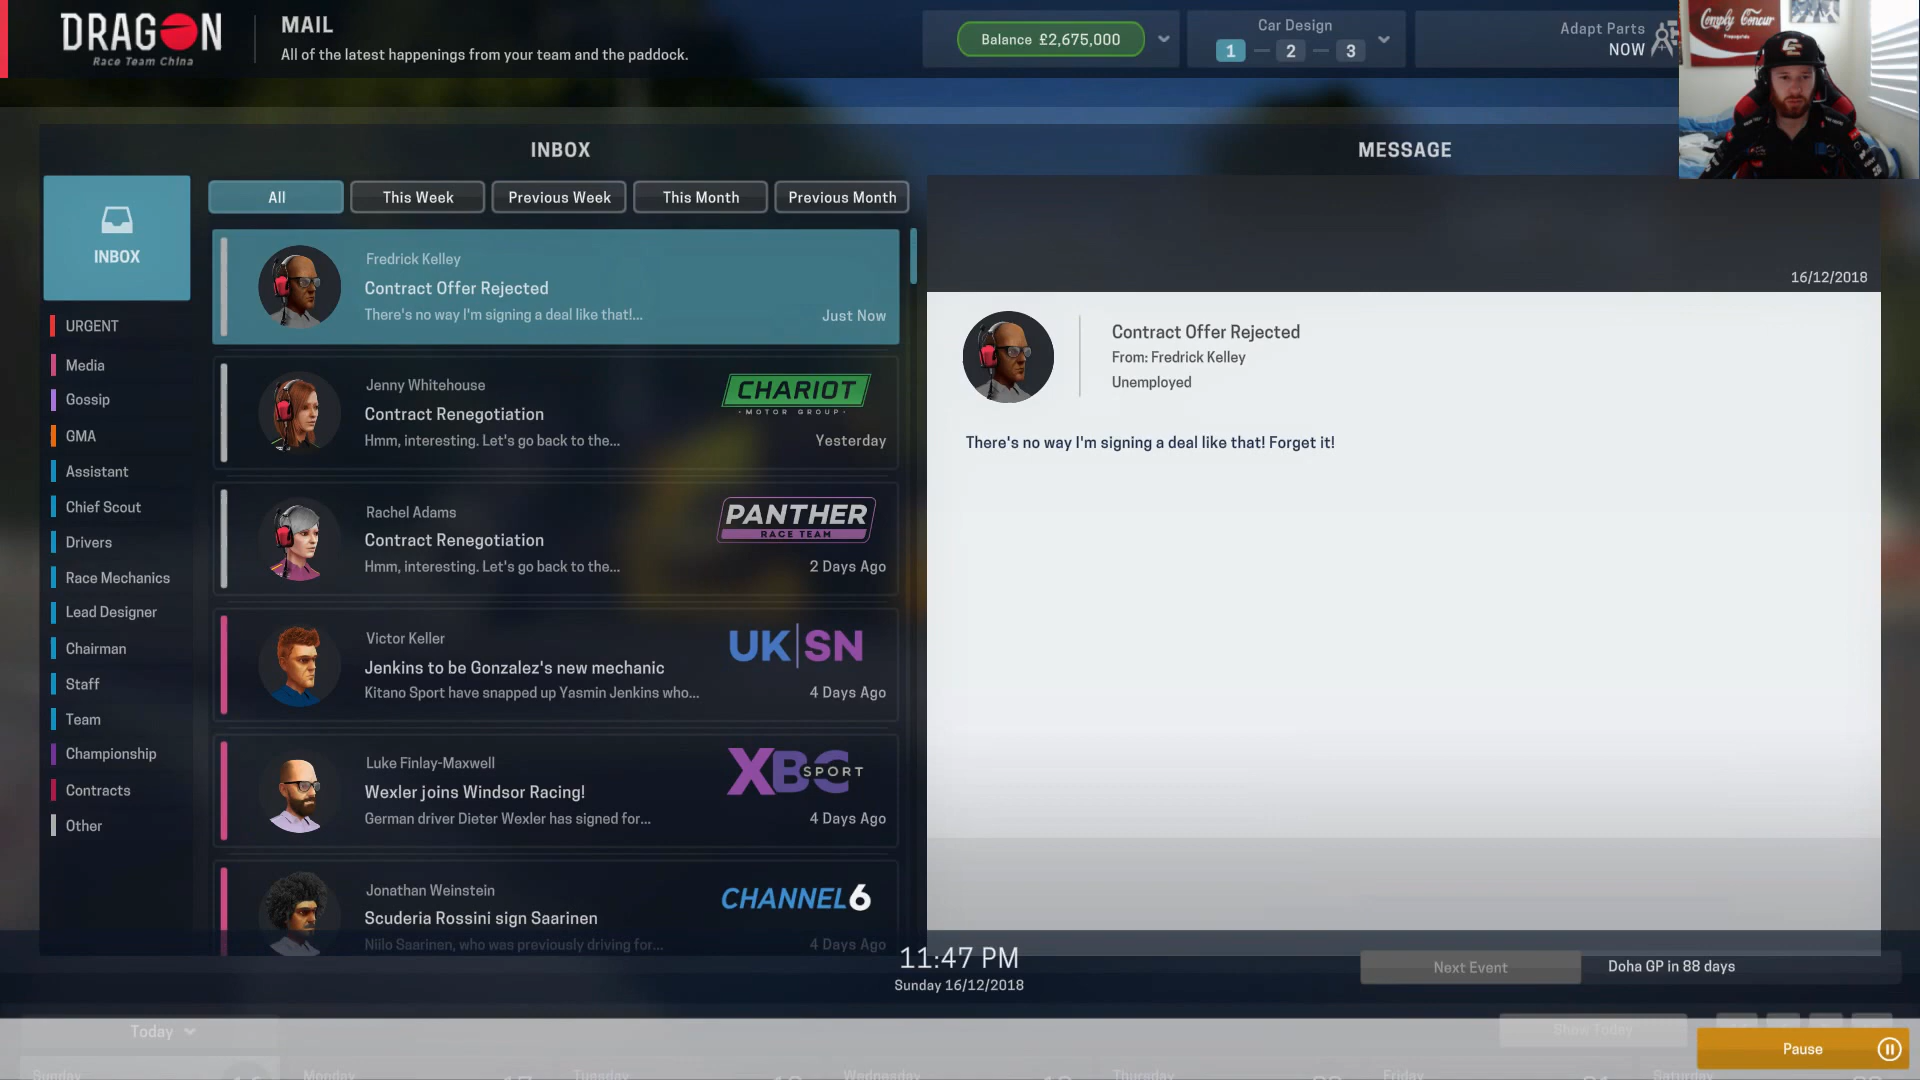 DRAGON
Race Team China
MAIL
All of the latest happenings from your team and the paddock.
Balance £2,675,000
Car Design
1 2 3
Adapt Parts
NOW
INBOX
MESSAGE
INBOX
All
This Week
Previous Week
This Month
Previous Month
URGENT
Media
Gossip
GMA
Assistant
Chief Scout
Drivers
Race Mechanics
Lead Designer
Chairman
Staff
Team
Championship
Contracts
Other
Fredrick Kelley
Contract Offer Rejected
There's no way I'm signing a deal like that!...
Just Now
Jenny Whitehouse
Contract Renegotiation
Hmm, interesting. Let's go back to the...
CHARIOT
·MOTOR GROUP·
Yesterday
Rachel Adams
Contract Renegotiation
Hmm, interesting. Let's go back to the...
PANTHER
RACE TEAM
2 Days Ago
Victor Keller
Jenkins to be Gonzalez's new mechanic
Kitano Sport have snapped up Yasmin Jenkins who...
UK|SN
4 Days Ago
Luke Finlay-Maxwell
Wexler joins Windsor Racing!
German driver Dieter Wexler has signed for...
XBC SPORT
4 Days Ago
Jonathan Weinstein
Scuderia Rossini sign Saarinen
Niilo Saarinen, who was previously driving for...
CHANNEL6
4 Days Ago
16/12/2018
Contract Offer Rejected
From: Fredrick Kelley
Unemployed
There's no way I'm signing a deal like that! Forget it!
11:47 PM
Sunday 16/12/2018
Next Event
Doha GP in 88 days
Today
Show Today
Pause
Sunday
Monday
Tuesday
Wednesday
Thursday
Friday
Saturday